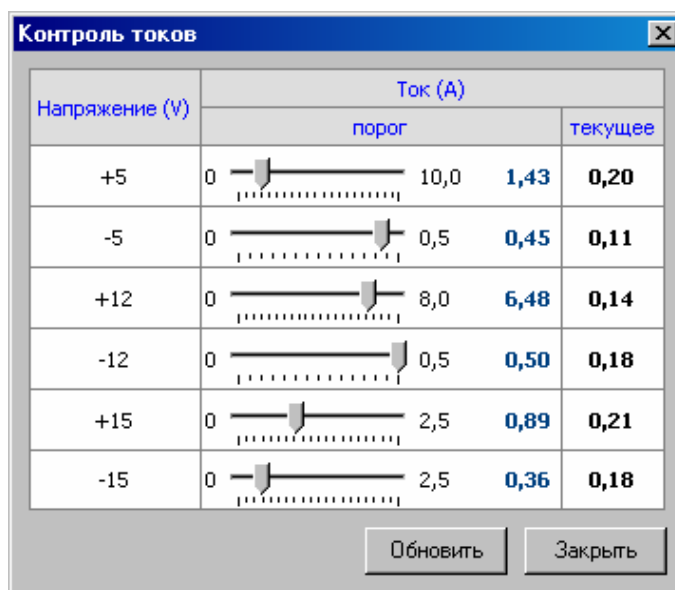 Контроль токов
Напряжение (V) Ток (А)
порог текущее
+5 0 10,0 1,43 0,20
-5 0 0,5 0,45 0,11
+12 0 8,0 6,48 0,14
-12 0 0,5 0,50 0,18
+15 0 2,5 0,89 0,21
-15 0 2,5 0,36 0,18
Обновить Закрыть